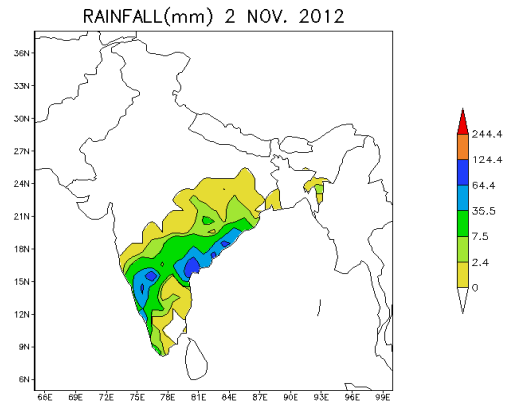 RAINFALL(mm) 2 NOV. 2012
36N
33N
30N
27N
24N
21N
18N
15N
12N
9N
6N
66E 69E 72E 75E 78E 81E 84E 87E 90E 93E 96E 99E
244.4
124.4
64.4
35.5
7.5
2.4
0